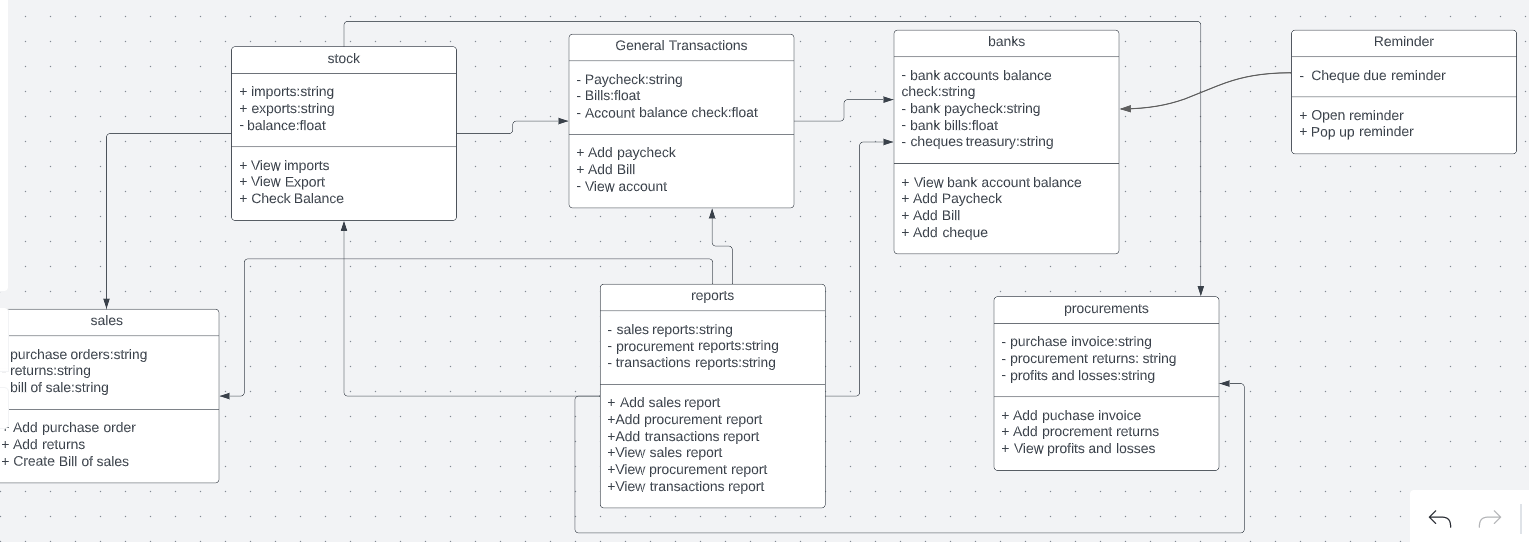 stock
+ imports:string
+ exports:string
- balance:float
+ View imports
+ View Export
+ Check Balance
General Transactions
- Paycheck:string
- Bills:float
- Account balance check:float
+ Add paycheck
+ Add Bill
- View account
banks
- bank accounts balance
check:string
- bank paycheck:string
- bank bills:float
- cheques treasury:string
+ View bank account balance
+ Add Paycheck
+ Add Bill
+ Add cheque
Reminder
- Cheque due reminder
+ Open reminder
+ Pop up reminder
sales
purchase orders:string
returns:string
bill of sale:string
Add purchase order
+ Add returns
+ Create Bill of sales
reports
- sales reports:string
- procurement reports:string
- transactions reports:string
+ Add sales report
+Add procurement report
+Add transactions report
+View sales report
+View procurement report
+View transactions report
procurements
- purchase invoice:string
- procurement returns: string
- profits and losses:string
+ Add puchase invoice
+ Add procrement returns
+ View profits and losses